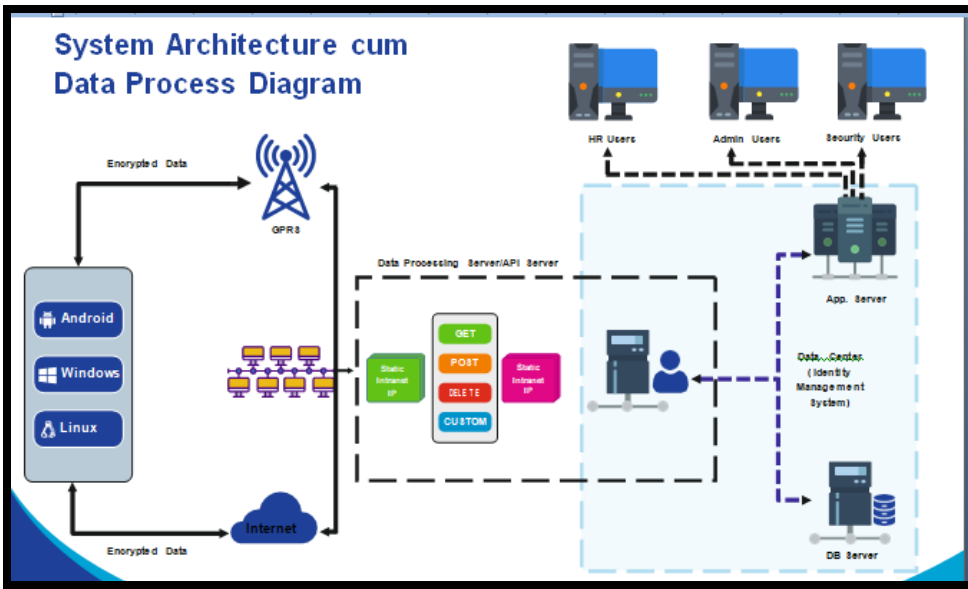 System Architecture cum
Data Process Diagram
HR Users
Admin Users
Security Users
Encrypted Data
GPRS
Data Processing Server/API Server
App. Server
Android
Windows
Linux
Static
Intranet
IP
GET
POST
DELETE
CUSTOM
Static
Intranet
IP
Data Center
(Identity
Management
System)
Internet
Encrypted Data
DB Server